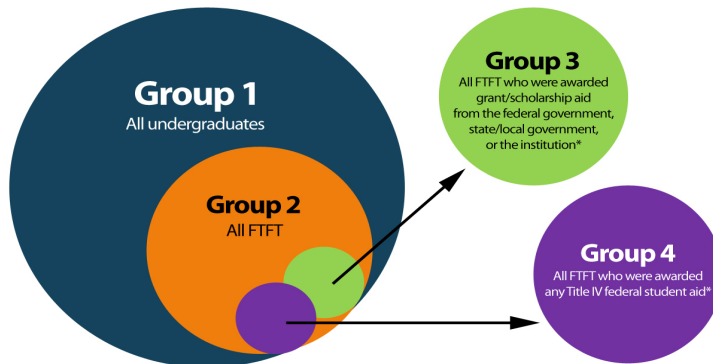 Group 1
All undergraduates
Group 2
All FTFT
Group 3
All FTFT who were awarded
grant/scholarship aid
from the federal government,
state/local government,
or the institution*
Group 4
All FTFT who were awarded
any Title IV federal student aid*